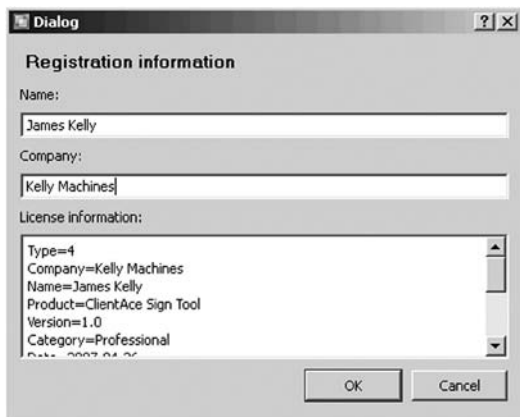 Dialog
Registration information
Name:
James Kelly
Company:
Kelly Machines
License information:
Type=4
Company=Kelly Machines
Name=James Kelly
Product=ClientAce Sign Tool
Version=1.0
Category=Professional
OK Cancel